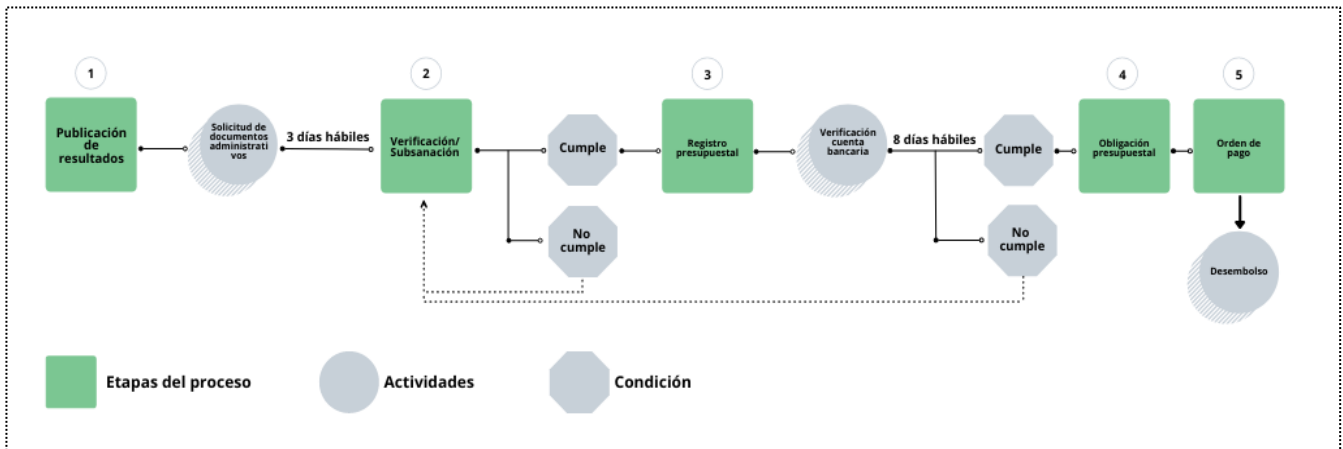 1
2
3
4
5
Publicación
de
resultados
Solicitud de
documentos
administrati
vos
3 días hábiles
Verificación/
Subsanación
Cumple
No
cumple
Registro
presupuestal
Verificación
cuenta
bancaria
8 días hábiles
Cumple
No
cumple
Obligación
presupuestal
Orden de
pago
Desembolso
Etapas del proceso
Actividades
Condición